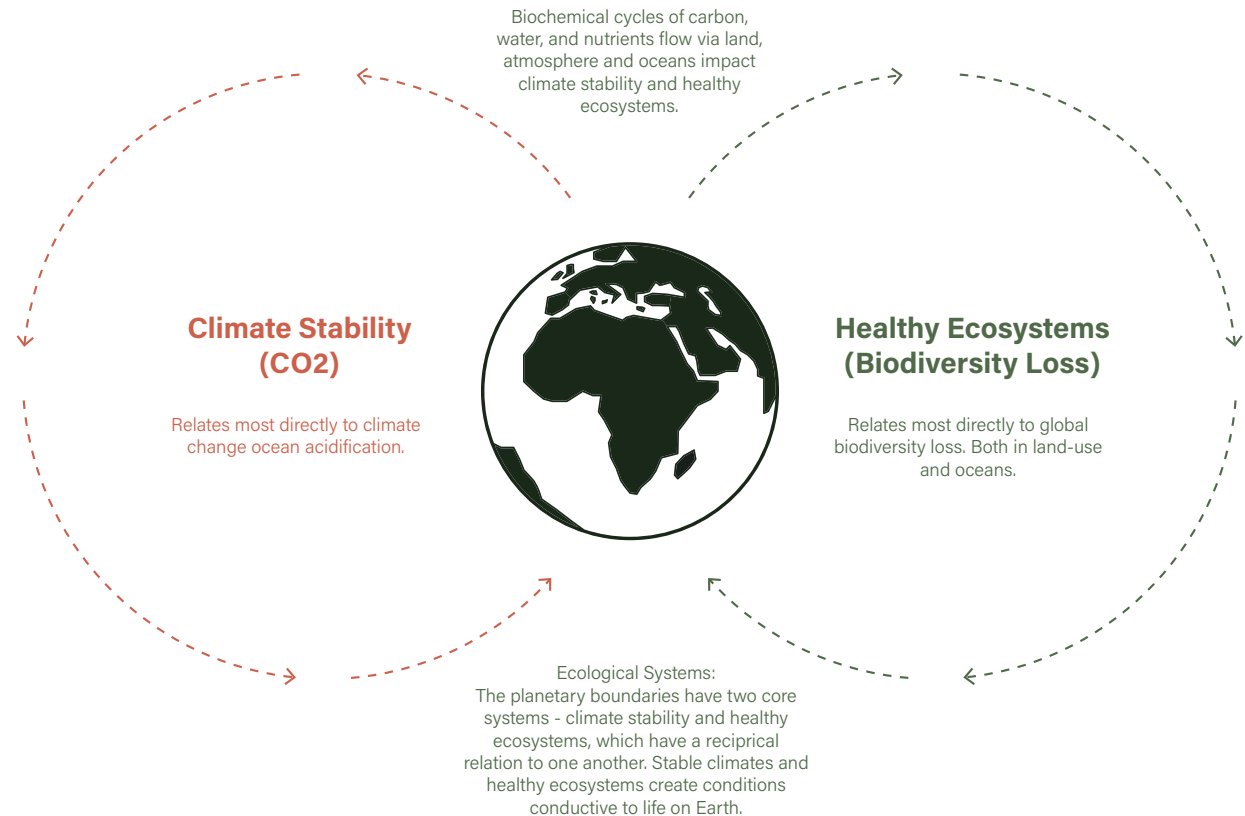 Biochemical cycles of carbon,
water, and nutrients flow via land,
atmosphere and oceans impact
climate stability and healthy
ecosystems.
Climate Stability
(CO2)
Relates most directly to climate
change ocean acidification.
Healthy Ecosystems
(Biodiversity Loss)
Relates most directly to global
biodiversity loss. Both in land-use
and oceans.
Ecological Systems:
The planetary boundaries have two core
systems - climate stability and healthy
ecosystems, which have a reciprical
relation to one another. Stable climates and
healthy ecosystems create conditions
conductive to life on Earth.